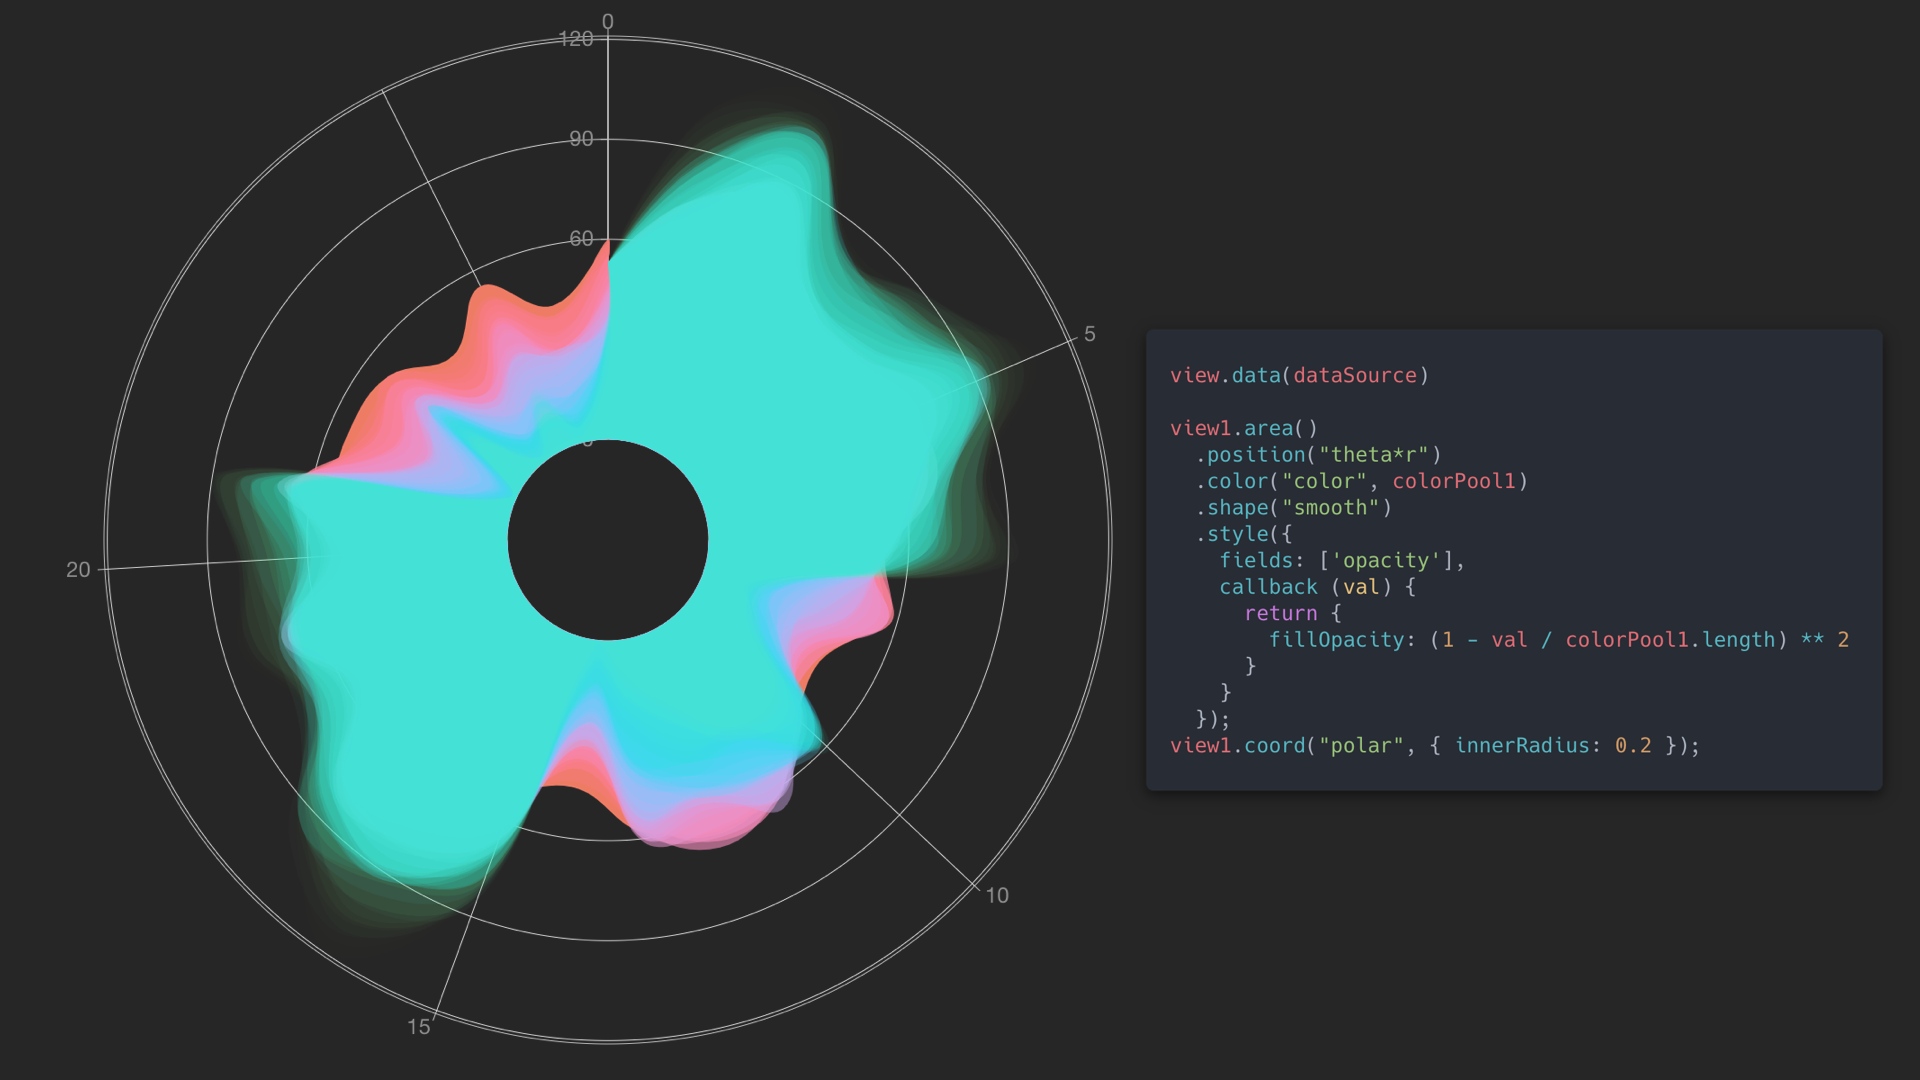 0
120
90
60
5
20
10
15
view.data(dataSource)
view1.area()
.position("theta*r")
.color("color", colorPool1)
.shape("smooth")
.style({
fields: ['opacity'],
callback (val) {
return {
fillOpacity: (1 - val / colorPool1.length) ** 2
}
}
});
view1.coord("polar", { innerRadius: 0.2 });